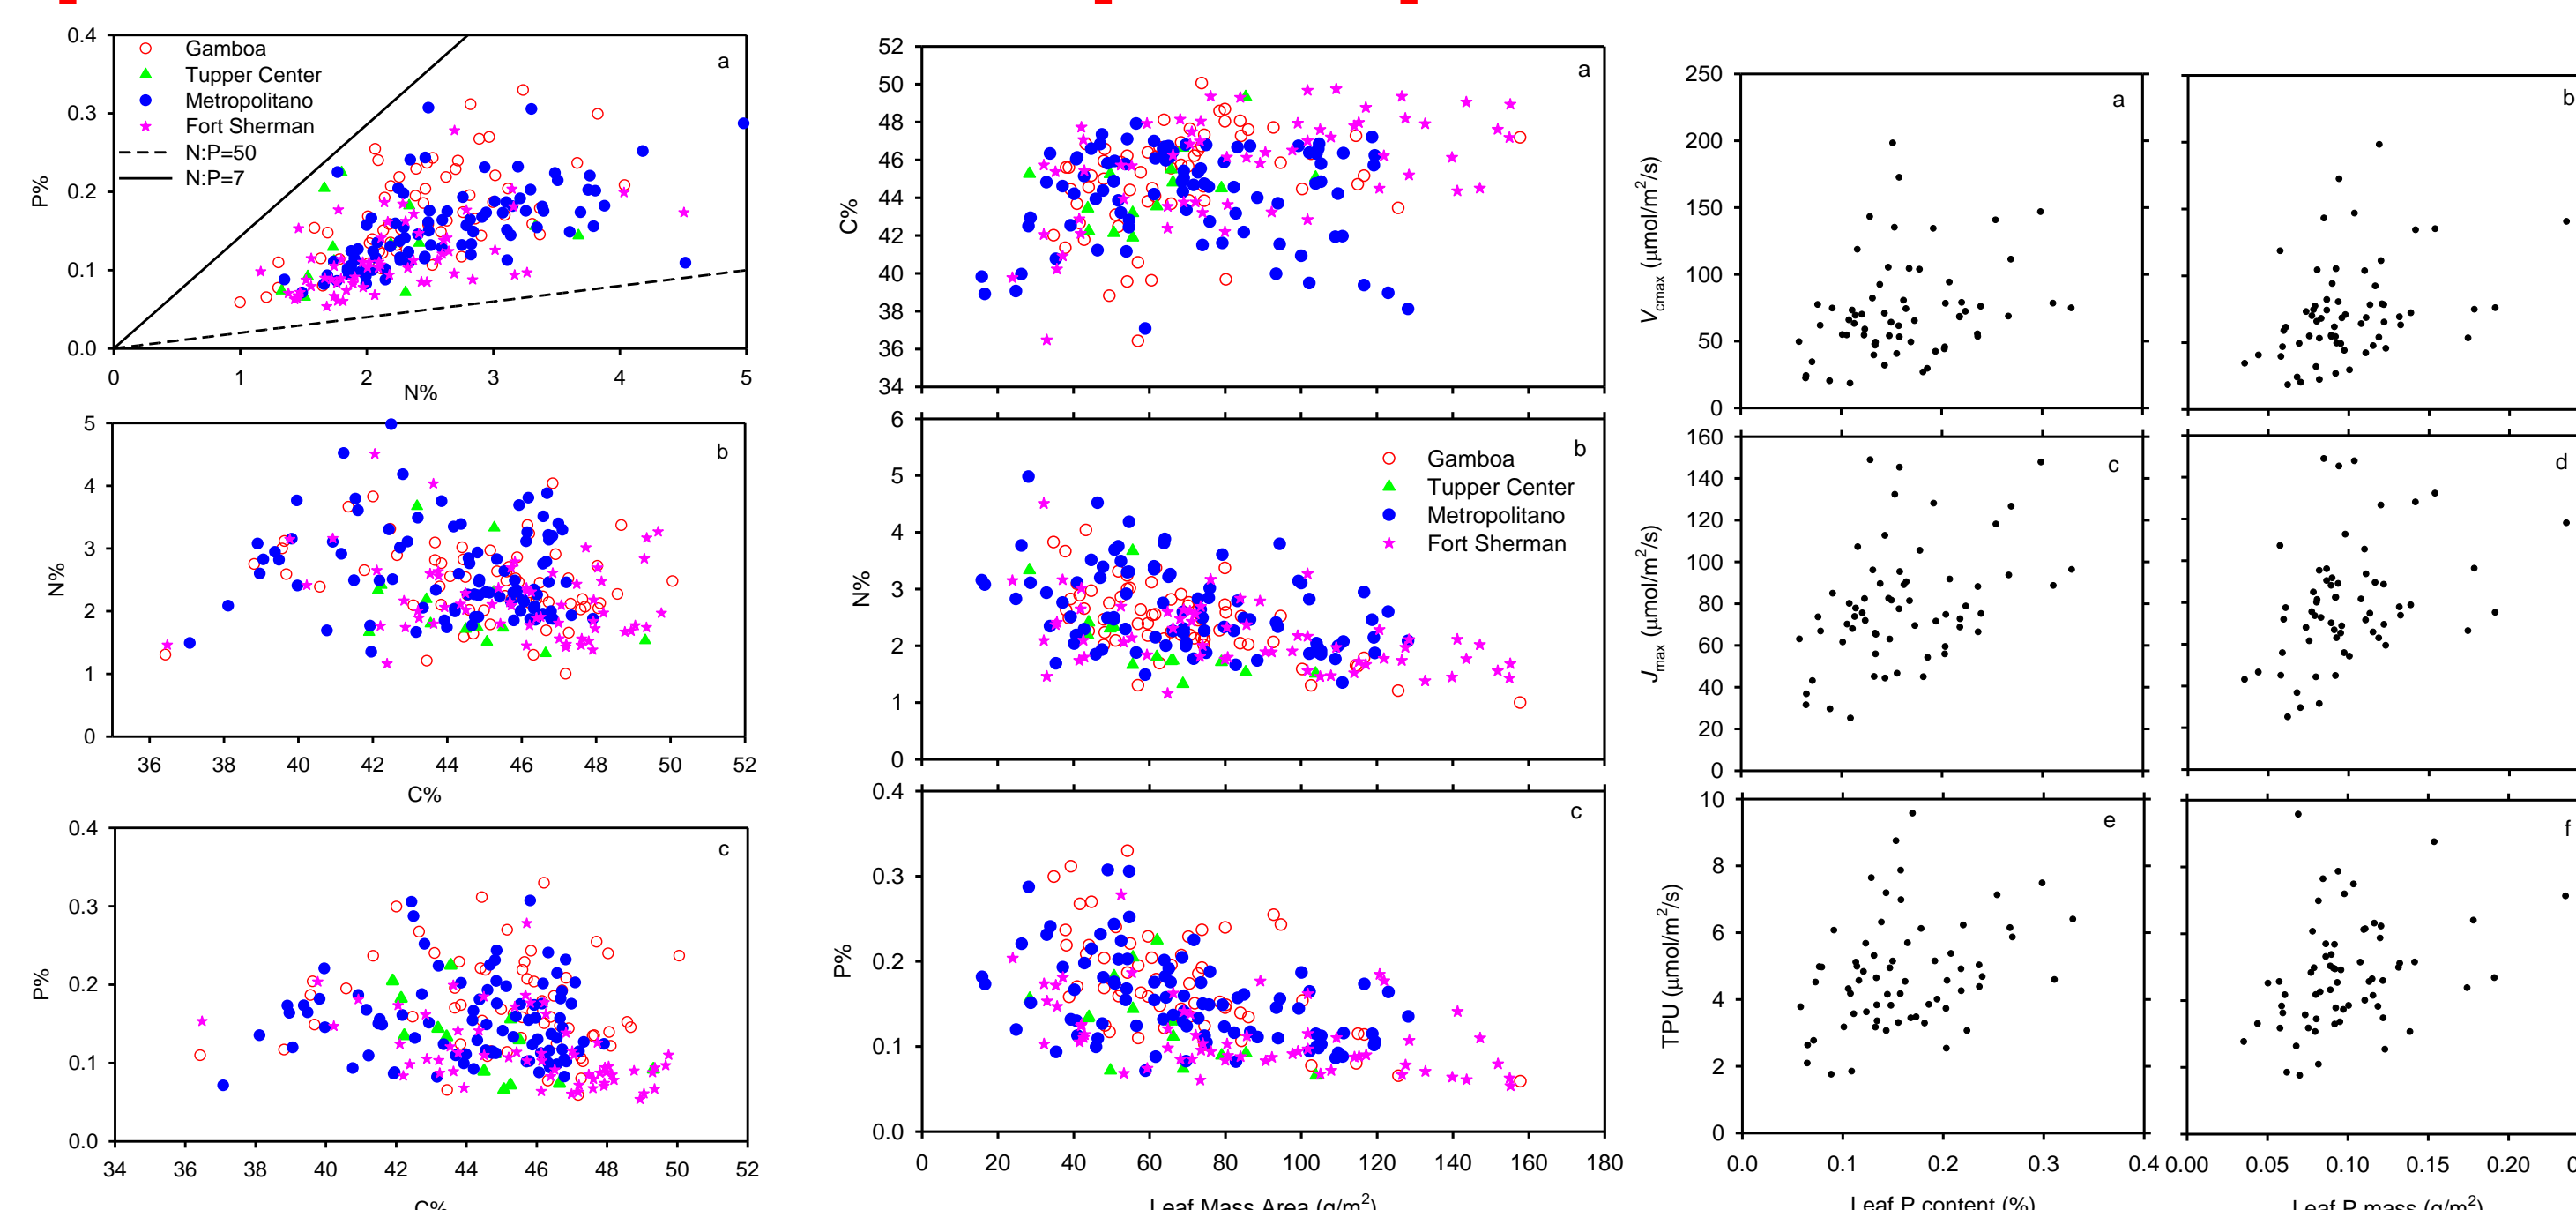 0.4
0.3
0.2
0.1
0.0
P%
Gamboa
Tupper Center
Metropolitano
Fort Sherman
N:P=50
N:P=7
a
0 1 2 3 4 5
N%
5
4
3
2
1
0
N%
b
36 38 40 42 44 46 48 50 52
C%
0.4
0.3
0.2
0.1
0.0
P%
c
34 36 38 40 42 44 46 48 50 52
C%
52
50
48
46
44
42
40
38
36
34
C%
a
6
5
4
3
2
1
0
N%
b
Gamboa
Tupper Center
Metropolitano
Fort Sherman
0.4
0.3
0.2
0.1
0.0
P%
c
0 20 40 60 80 100 120 140 160 180
Leaf Mass Area (g/m²)
250
200
150
100
50
0
Vcmax (μmol/m²/s)
a
b
160
140
120
100
80
60
40
20
0
Jmax (μmol/m²/s)
c
d
10
8
6
4
2
0
TPU (μmol/m²/s)
e
f
0.0 0.1 0.2 0.3 0.4
Leaf P content (%)
0.00 0.05 0.10 0.15 0.20
Leaf P mass (g/m²)